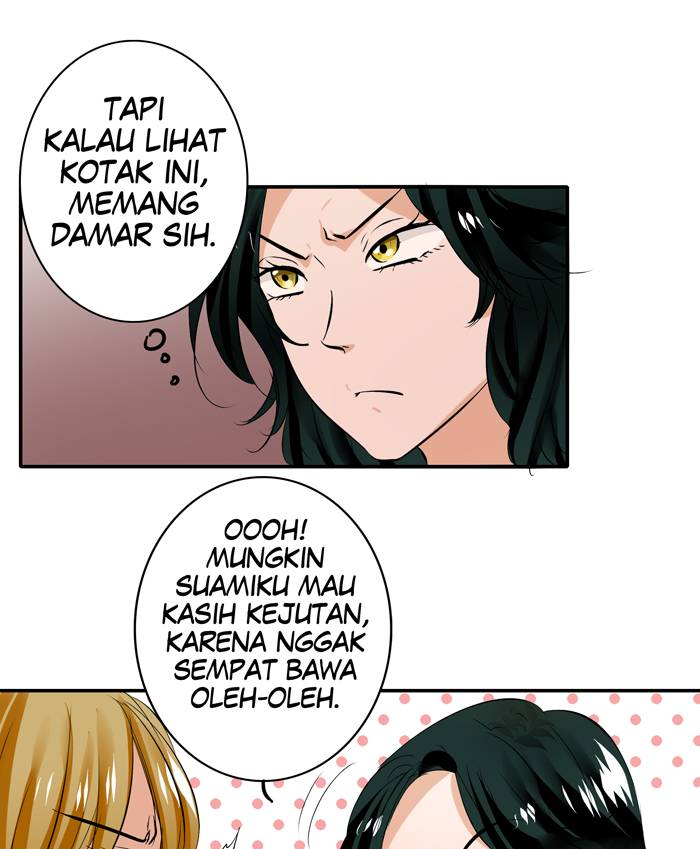 TAPI
KALAU LIHAT
KOTAK INI,
MEMANG
DAMAR SIH.
OOOH!
MUNGKIN
SUAMIKU MAU
KASIH KEJUTAN,
KARENA NGGAK
SEMPAT BAWA
OLEH-OLEH.